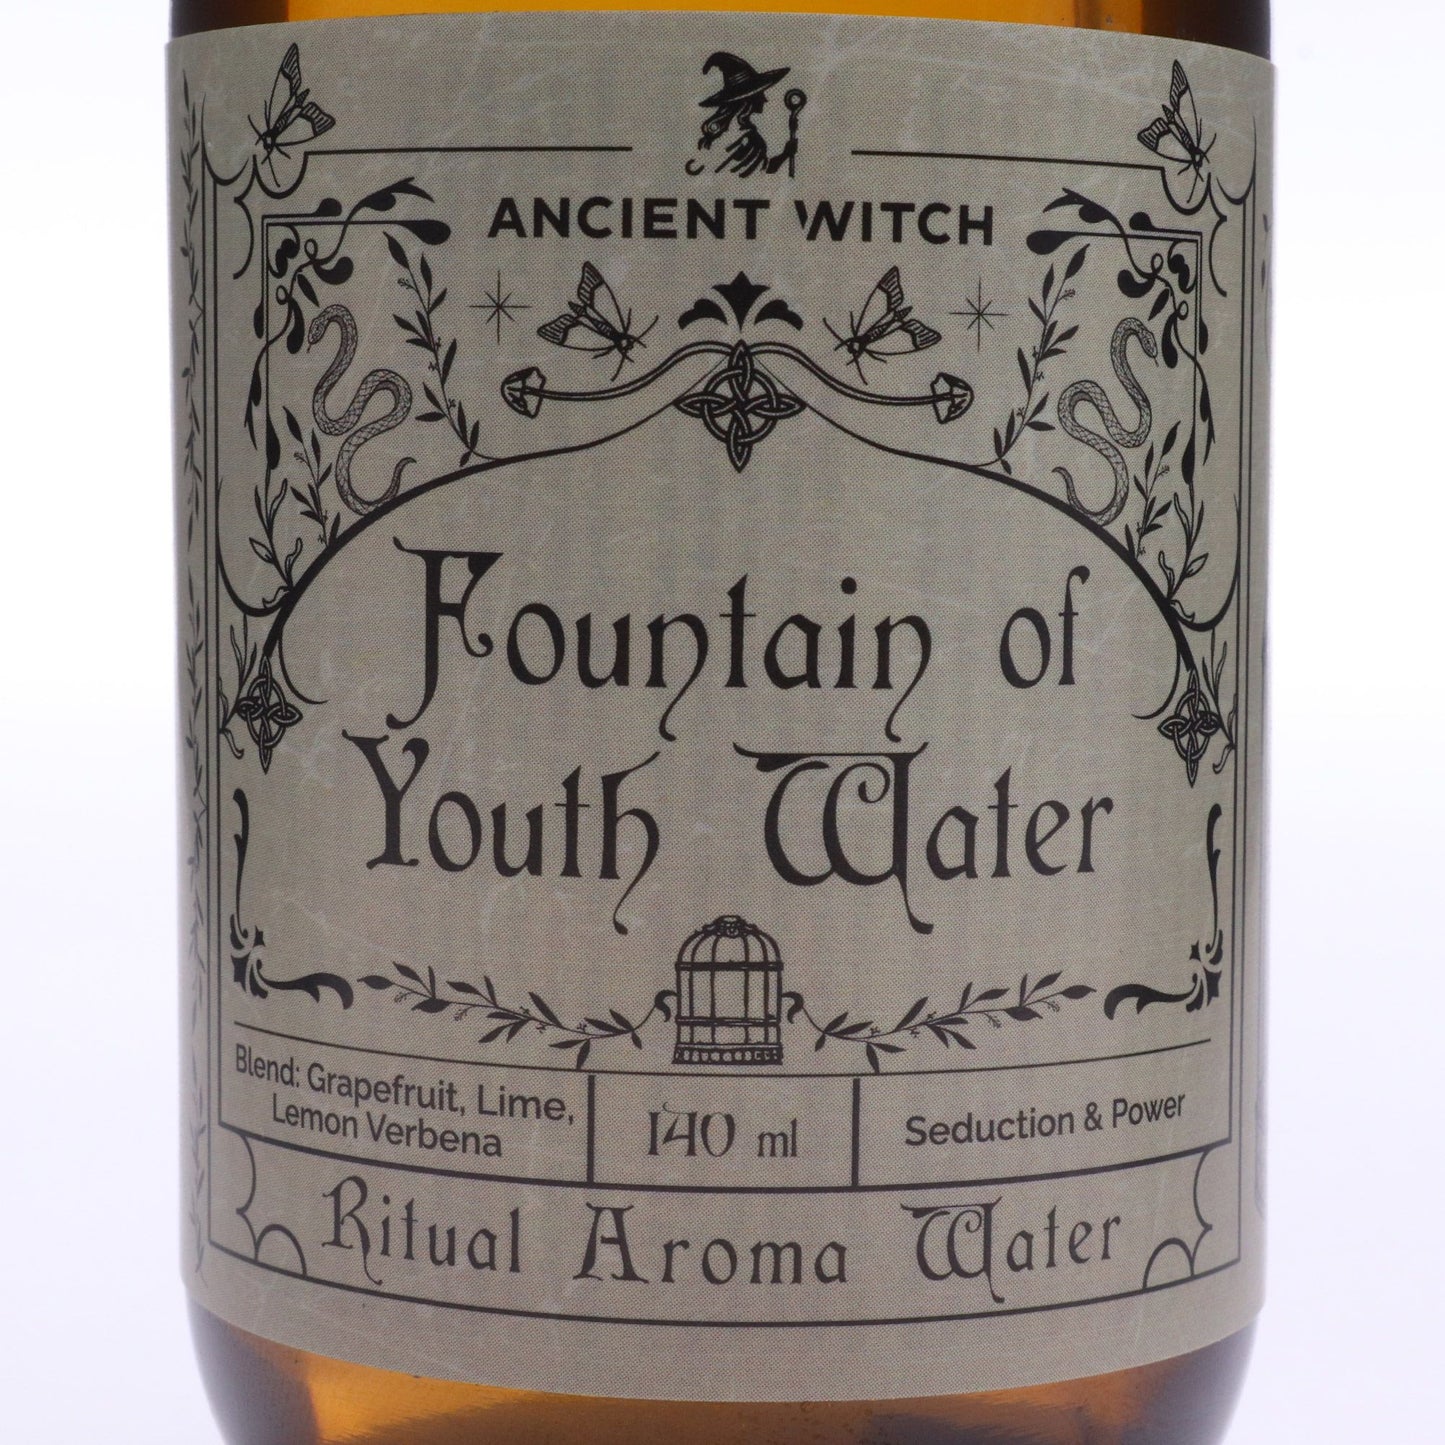 ANCIENT WITCH
Fountain of
Youth Water
Blend: Grapefruit, Lime,
Lemon Verbena
140 ml
Seduction & Power
Ritual Aroma Water